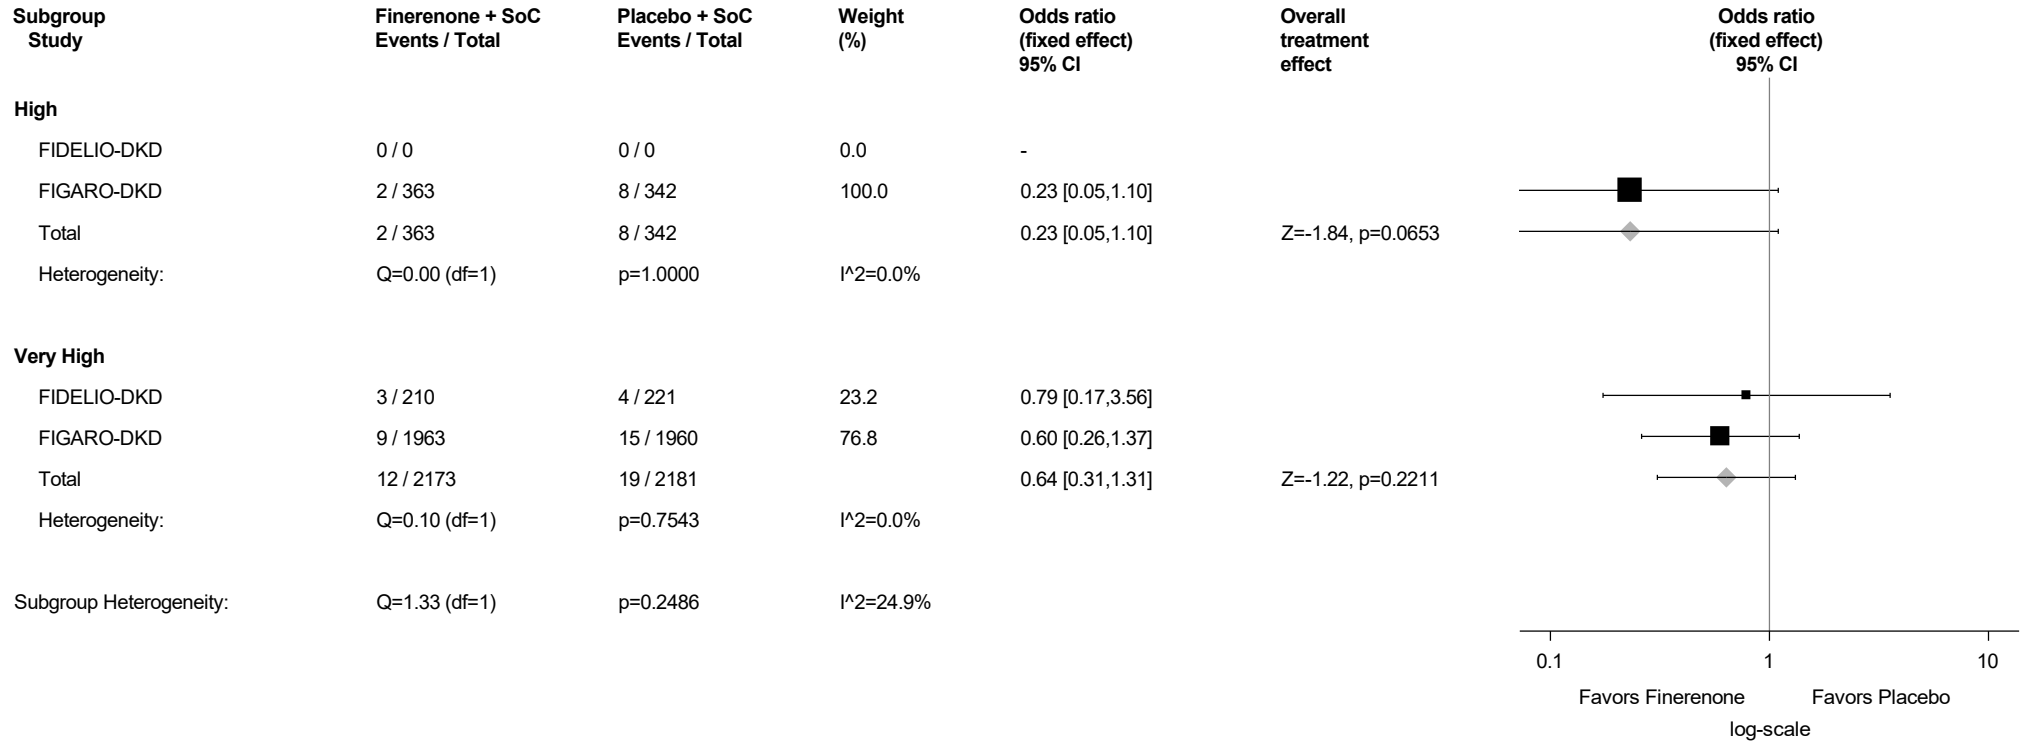 Subgroup Finerenone + SoC Placebo + SoC Weight Odds ratio Overall Odds ratio
Study Events / Total Events / Total (%) (fixed effect) treatment (fixed effect)
95% CI effect 95% CI
High
FIDELIO-DKD 0 / 0 0 / 0 0.0 -
FIGARO-DKD 2 / 363 8 / 342 100.0 0.23 [0.05,1.10]
Total 2 / 363 8 / 342 0.23 [0.05,1.10] Z=-1.84, p=0.0653
Heterogeneity: Q=0.00 (df=1) p=1.0000 I^2=0.0%
Very High
FIDELIO-DKD 3 / 210 4 / 221 23.2 0.79 [0.17,3.56]
FIGARO-DKD 9 / 1963 15 / 1960 76.8 0.60 [0.26,1.37]
Total 12 / 2173 19 / 2181 0.64 [0.31,1.31] Z=-1.22, p=0.2211
Heterogeneity: Q=0.10 (df=1) p=0.7543 I^2=0.0%
Subgroup Heterogeneity: Q=1.33 (df=1) p=0.2486 I^2=24.9%
0.1 1 10
Favors Finerenone Favors Placebo
log-scale